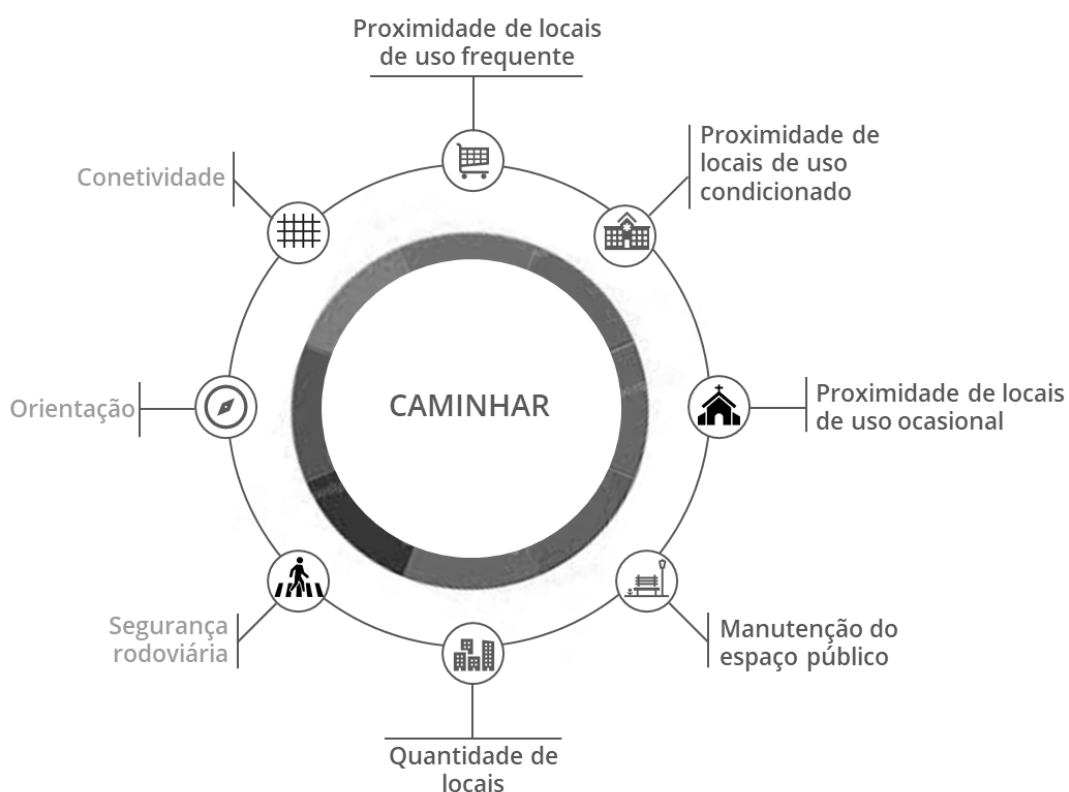 Proximidade de locais
de uso frequente
Proximidade de
locais de uso
condicionado
Conetividade
Proximidade de locais
de uso ocasional
Orientação
CAMINHAR
Manutenção do
espaço público
Segurança
rodoviária
Quantidade de
locais